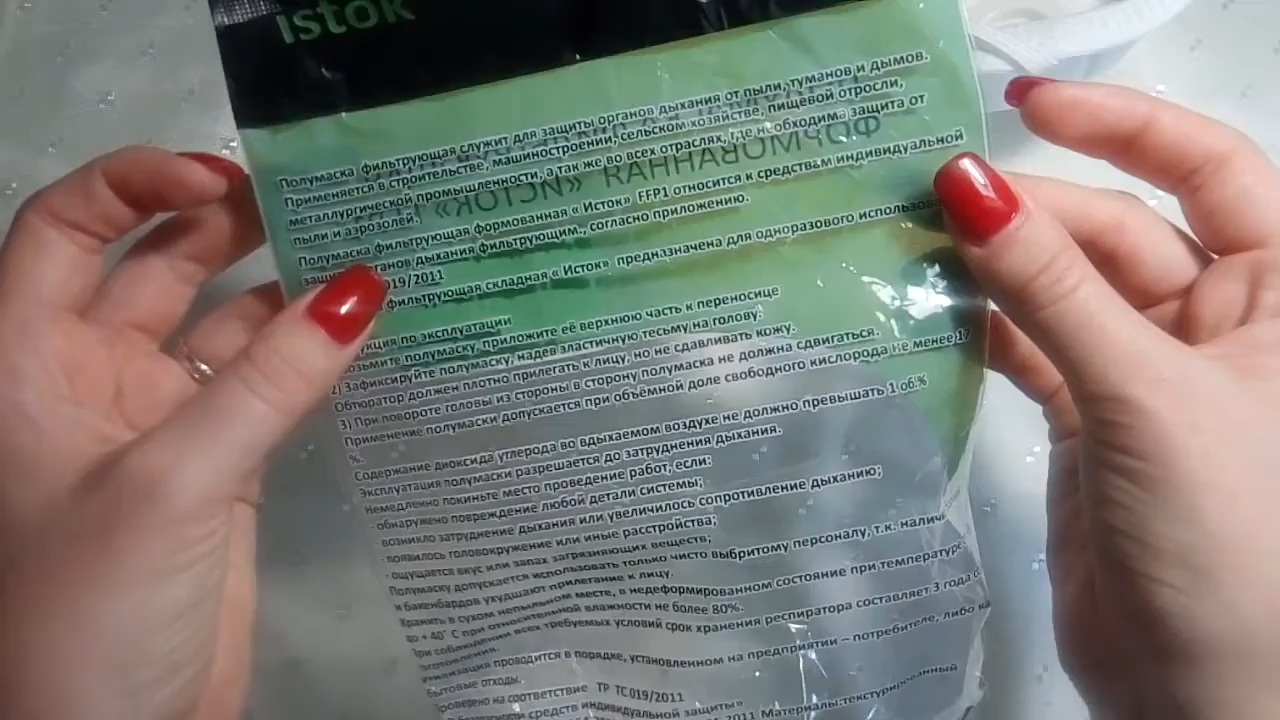 Istok
Полумаска фильтрующая служит для защиты органов дыхания от пыли, туманов и дымов.
Применяется в строительстве, машиностроении, сельском хозяйстве, пищевой отросли,
металлургической промышленности, а так же во всех отраслях, где необходима защита от
пыли и аэрозолей.
Полумаска фильтрующая формованная « Исток» FFP1 относится к средствам индивидуальной
органов дыхания фильтрующим., согласно приложению.
019/2011
фильтрующая складная « Исток» предназначена для одноразового
по эксплуатации
полумаску, приложите её верхнюю часть к переносице
2) Зафиксируйте полумаску, надев эластичную тесьму на голову.
Обтюратор должен плотно прилегать к лицу, но не сдавливать кожу.
3) При повороте головы из стороны в сторону полумаска не должна сдвигаться.
Применение полумаски допускается при объёмной доле свободного кислорода не менее 17
%.
Содержание диоксида углерода во вдыхаемом воздухе не должно превышать 1 об.%
Эксплуатация полумаски разрешается до затруднения дыхания.
Немедленно покиньте место проведение работ, если:
- обнаружено повреждение любой детали системы;
возникло затруднение дыхания или увеличилось сопротивление дыханию;
- появилось головокружение или иные расстройства;
- ощущается вкус или запах загрязняющих веществ;
Полумаску допускается использовать только чисто выбритому персоналу, т.к.
и бакенбардов ухудшают прилегание к лицу.
Хранить в сухом непыльном месте, в недеформированном состояние при температуре
до + 40˚ С при относительной влажности не более 80%.
При соблюдении всех требуемых условий срок хранения респиратора составляет 3 года с
изготовления.
утилизация проводится в порядке, установленном на предприятии – потребителе, либо
бытовые отходы.
Проверено на соответствие ТР ТС 019/2011
средств индивидуальной защиты»
2011 Материалы:текстурированный